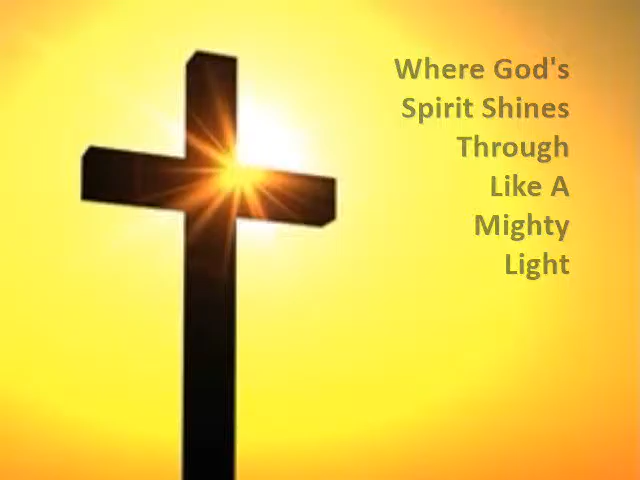 Where God's
Spirit Shines
Through
Like A
Mighty
Light